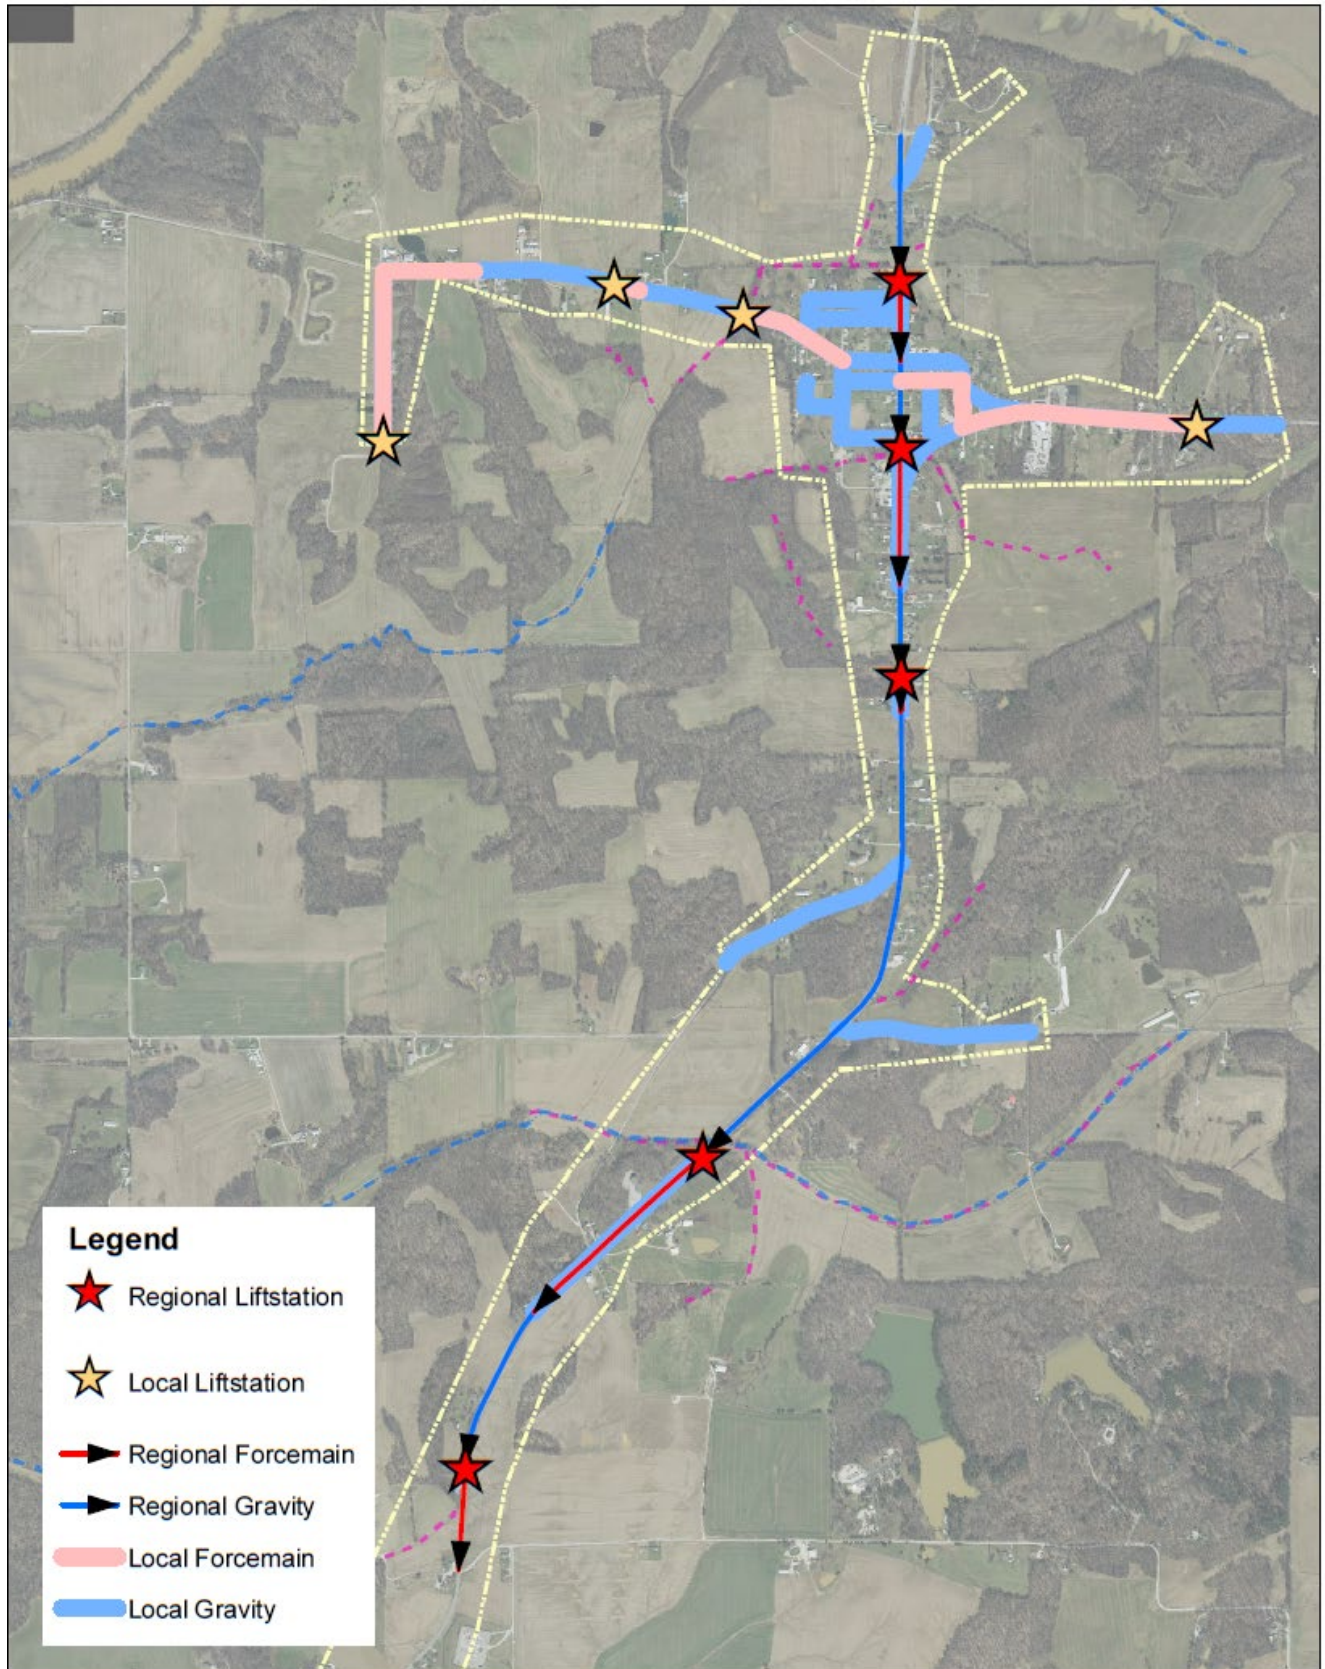 Legend
Regional Liftstation
Local Liftstation
Regional Forcemain
Regional Gravity
Local Forcemain
Local Gravity